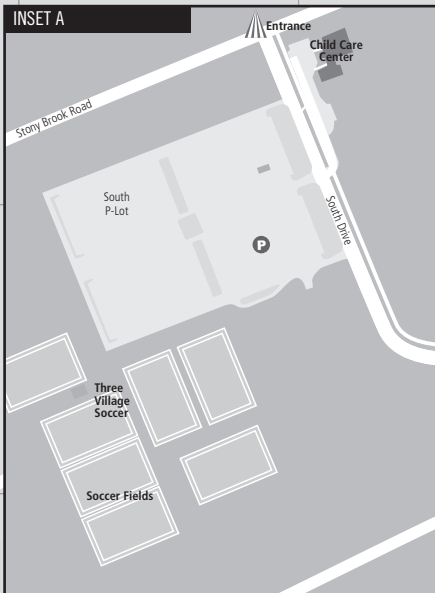 INSET A
Entrance
Child Care
Center
Stony Brook Road
South
P-Lot
South Drive
P
Three
Village
Soccer
Soccer Fields